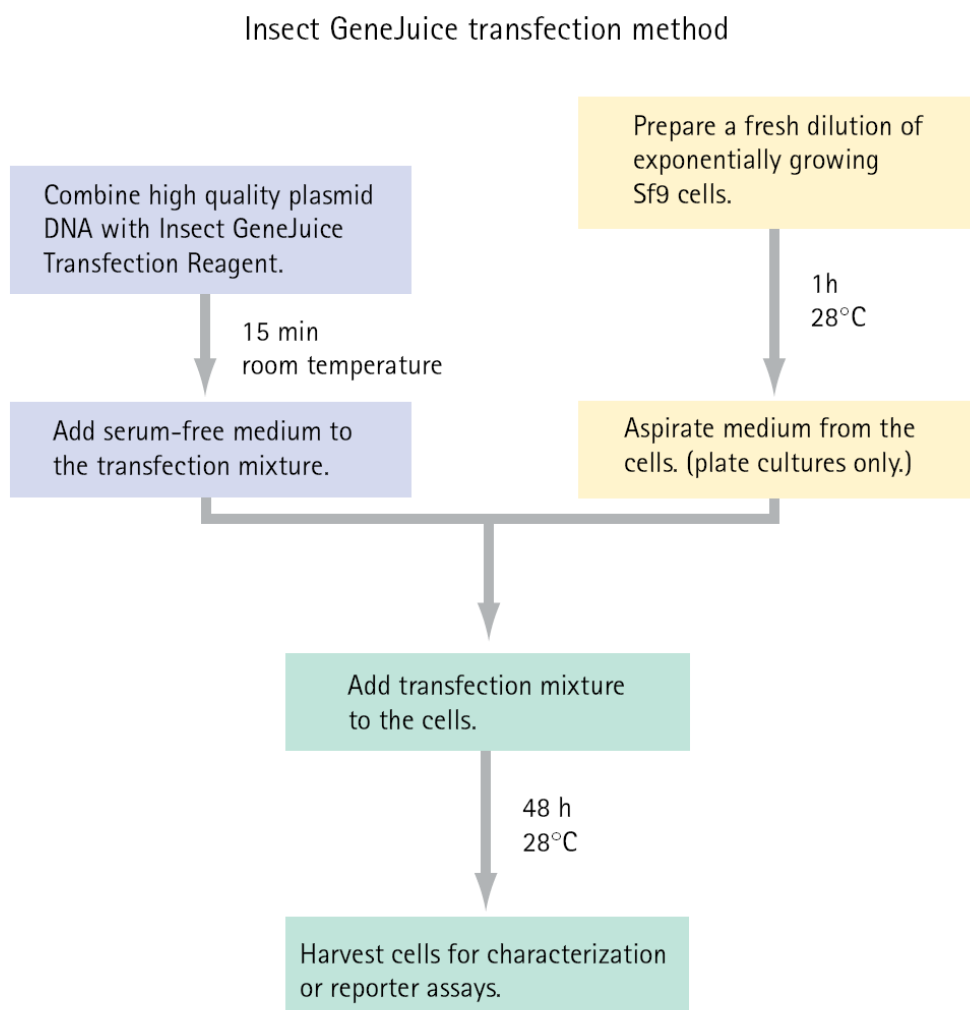 Insect GeneJuice transfection method
Prepare a fresh dilution of
exponentially growing
Sf9 cells.
Combine high quality plasmid
DNA with Insect GeneJuice
Transfection Reagent.
1h
28°C
15 min
room temperature
Add serum-free medium to
the transfection mixture.
Aspirate medium from the
cells. (plate cultures only.)
Add transfection mixture
to the cells.
48 h
28°C
Harvest cells for characterization
or reporter assays.